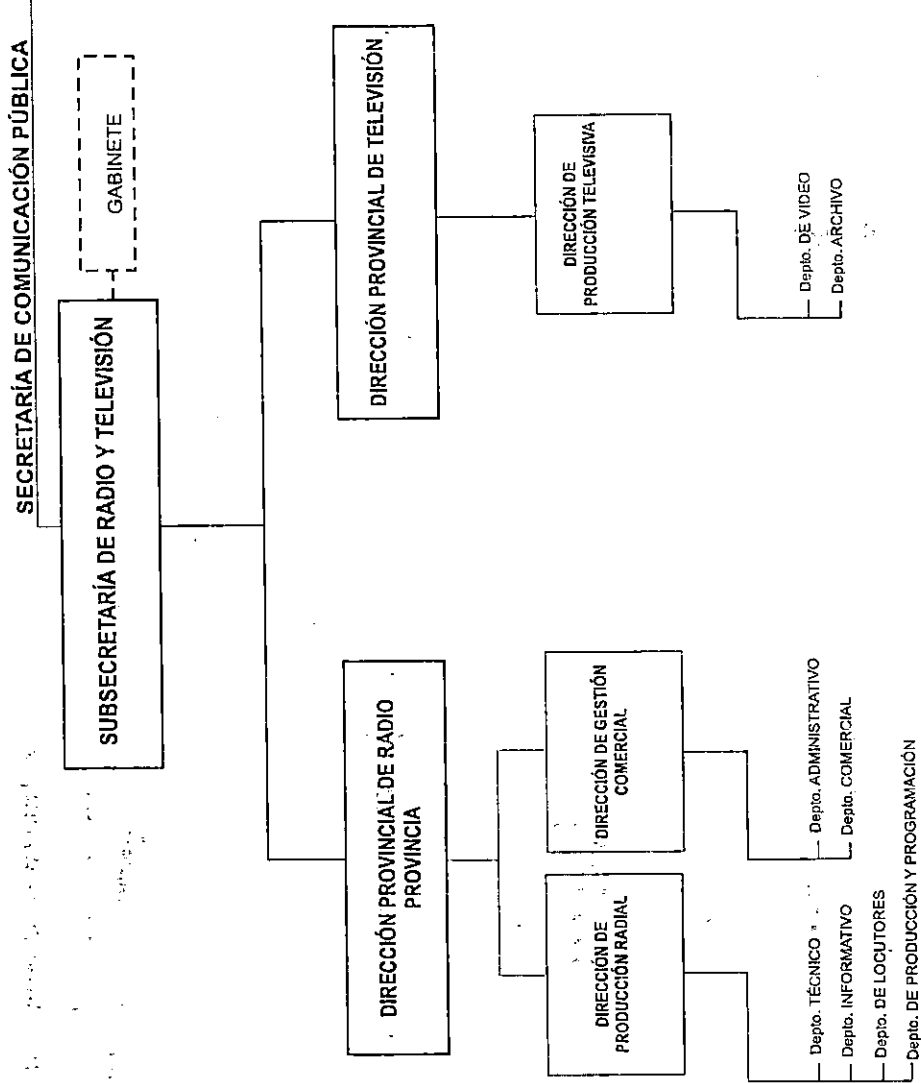 SECRETARÍA DE COMUNICACIÓN PÚBLICA
GABINETE
SUBSECRETARÍA DE RADIO Y TELEVISIÓN
DIRECCIÓN PROVINCIAL DE RADIO
PROVINCIA
DIRECCIÓN PROVINCIAL DE TELEVISIÓN
DIRECCIÓN DE
PRODUCCIÓN RADIAL
DIRECCIÓN DE GESTIÓN
COMERCIAL
DIRECCIÓN DE
PRODUCCIÓN TELEVISIVA
Depto. TÉCNICO
Depto. INFORMATIVO
Depto. DE LOCUTORES
Depto. DE PRODUCCIÓN Y PROGRAMACIÓN
Depto. ADMINISTRATIVO
Depto. COMERCIAL
Depto. DE VIDEO
Depto. ARCHIVO